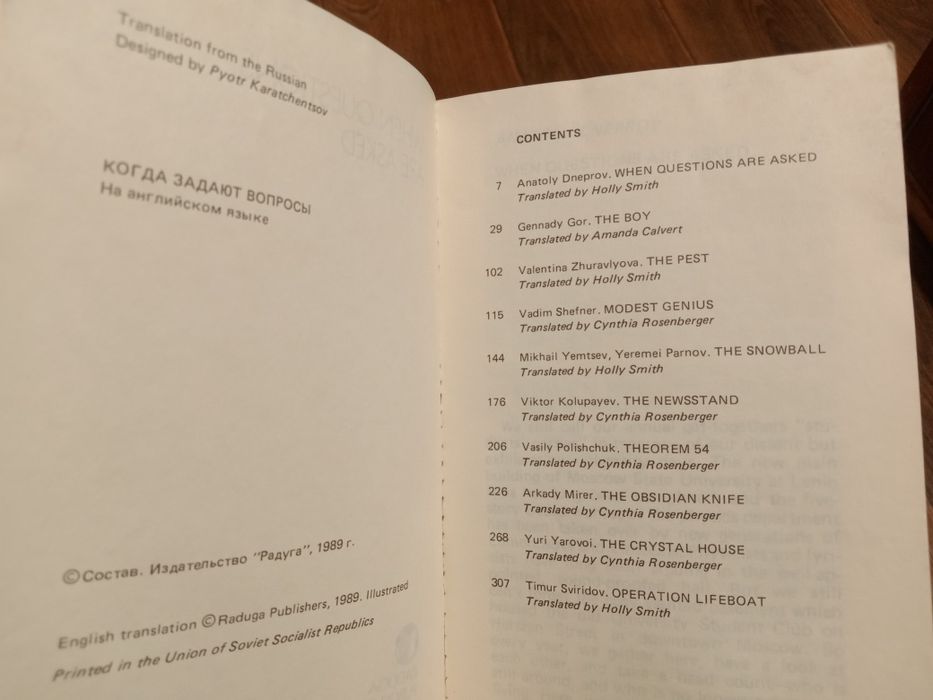 Translation from the Russian
Designed by Pyotr Karatchentsov
КОГДА ЗАДАЮТ ВОПРОСЫ
На английском языке
©Состав. Издательство "Радуга", 1989 г.
English translation ©Raduga Publishers, 1989. Illustrated
Printed in the Union of Soviet Socialist Republics
CONTENTS
7 Anatoly Dneprov. WHEN QUESTIONS ARE ASKED
Translated by Holly Smith
29 Gennady Gor. THE BOY
Translated by Amanda Calvert
102 Valentina Zhuravlyova. THE PEST
Translated by Holly Smith
115 Vadim Shefner. MODEST GENIUS
Translated by Cynthia Rosenberger
144 Mikhail Yemtsev, Yeremei Parnov. THE SNOWBALL
Translated by Holly Smith
176 Viktor Kolupayev. THE NEWSSTAND
Translated by Cynthia Rosenberger
206 Vasily Polishchuk. THEOREM 54
Translated by Cynthia Rosenberger
226 Arkady Mirer. THE OBSIDIAN KNIFE
Translated by Cynthia Rosenberger
268 Yuri Yarovoi. THE CRYSTAL HOUSE
Translated by Cynthia Rosenberger
307 Timur Sviridov. OPERATION LIFEBOAT
Translated by Holly Smith